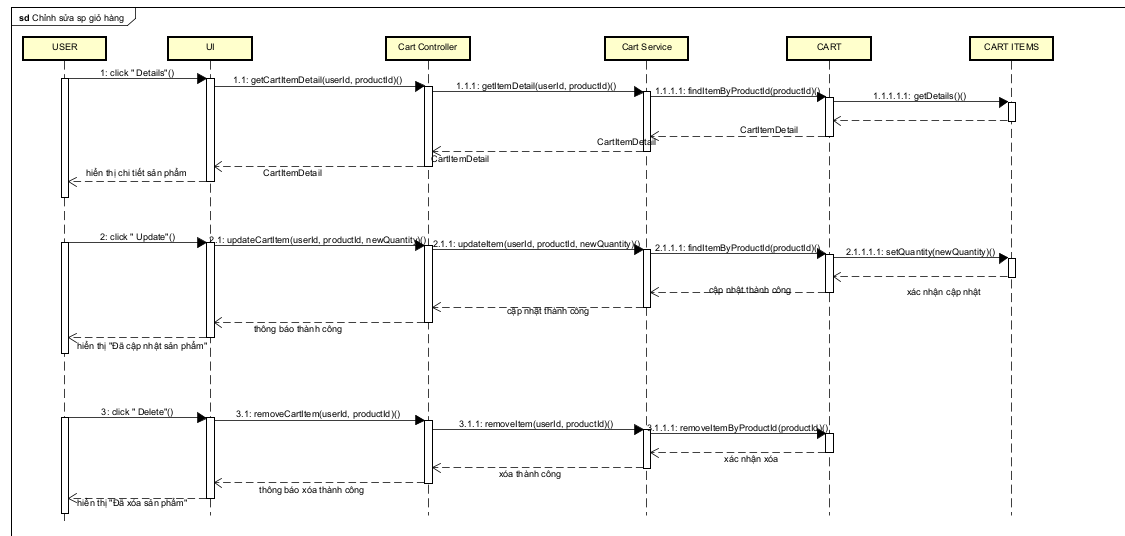 sd Chỉnh sửa sp giỏ hàng
USER
UI
Cart Controller
Cart Service
CART
CART ITEMS
1: click " Details"()
1.1: getCartItemDetail(userId, productId)()
1.1.1: getItemDetail(userId, productId)()
1.1.1.1: findItemByProductId(productId)()
1.1.1.1.1: getDetails()()
CartItemDetail
CartItemDetail
CartItemDetail
CartItemDetail
hiển thị chi tiết sản phẩm
2: click " Update"()
2.1: updateCartItem(userId, productId, newQuantity)()
2.1.1: updateItem(userId, productId, newQuantity)()
2.1.1.1: findItemByProductId(productId)()
2.1.1.1.1: setQuantity(newQuantity)()
xác nhận cập nhật
cập nhật thành công
cập nhật thành công
thông báo thành công
hiển thị "Đã cập nhật sản phẩm"
3: click " Delete"()
3.1: removeCartItem(userId, productId)()
3.1.1: removeItem(userId, productId)()
3.1.1.1: removeItemByProductId(productId)()
xác nhận xóa
xóa thành công
thông báo xóa thành công
hiển thị "Đã xóa sản phẩm"